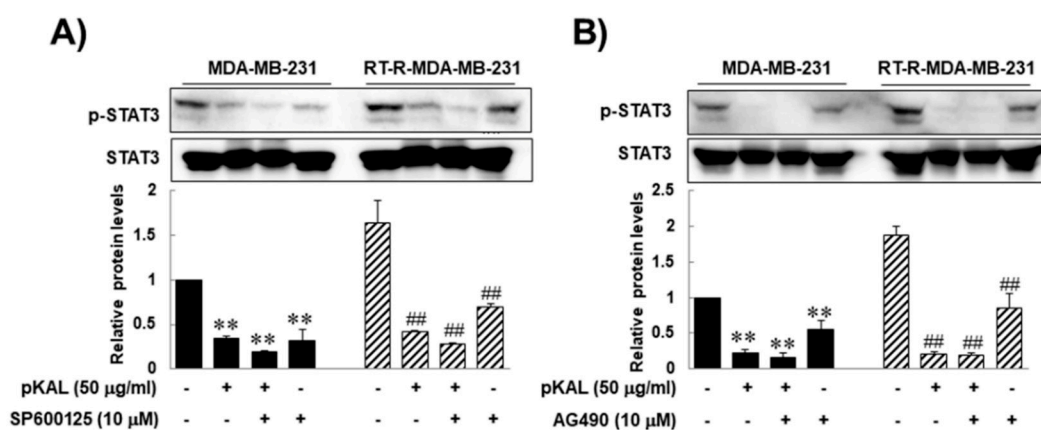 A)
MDA-MB-231 RT-R-MDA-MB-231
p-STAT3
STAT3
Relative protein levels
2
1.5
1
0.5
0
** ** ** ## ## ##
pKAL (50 μg/ml) - + + - - + + -
SP600125 (10 μM) - - + + - - + +
B)
MDA-MB-231 RT-R-MDA-MB-231
p-STAT3
STAT3
Relative protein levels
2.5
2
1.5
1
0.5
0
** ** ** ## ## ##
pKAL (50 μg/ml) - + + - - + + -
AG490 (10 μM) - - + + - - + +